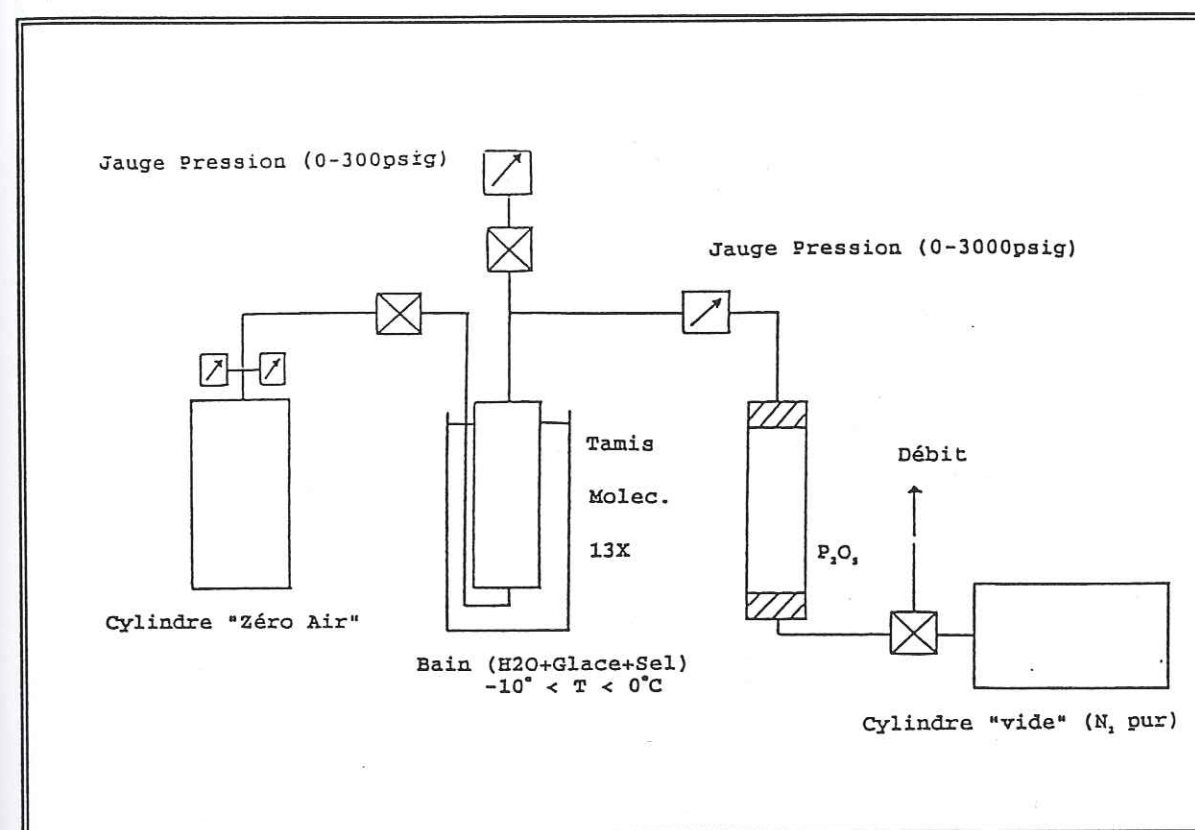 Jauge Pression (0-300psig)
Jauge Pression (0-3000psig)
Tamis
Molec.
13X
Débit
P₂O₅
Cylindre "Zéro Air"
Bain (H2O+Glace+Sel)
-10° < T < 0°C
Cylindre "vide" (N₂ pur)